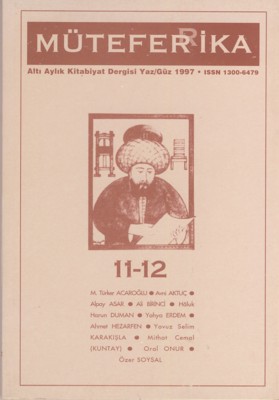 MÜTEFERRİKA
Altı Aylık Kitabiyat Dergisi Yaz/Güz 1997 • ISSN 1300-6479
11-12
M. Türker ACAROĞLU ● Avni AKTUÇ ●
Alpay ASAR ● Ali BİRİNCİ ● Hâluk
Harun DUMAN ● Yahya ERDEM ●
Ahmet HEZARFEN ● Yavuz Selim
KARAKIŞLA ● Mithat Cemal
(KUNTAY) ● Oral ONUR ●
Özer SOYSAL